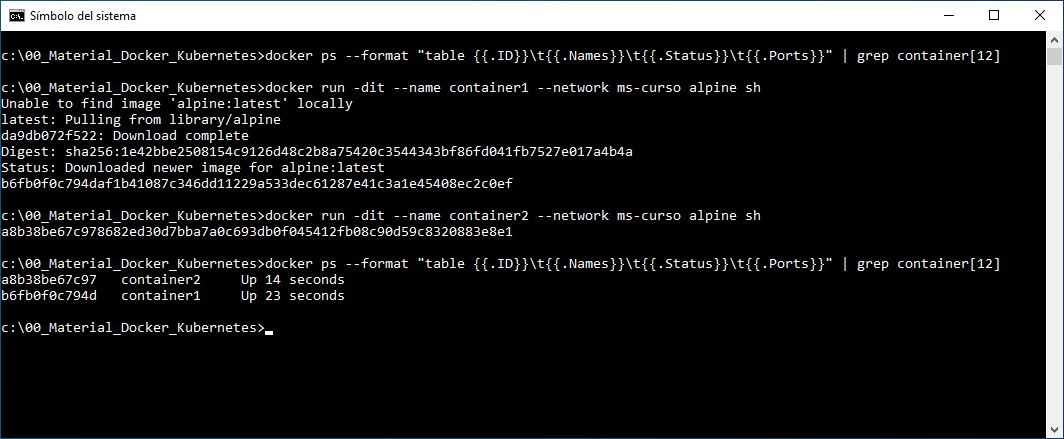 Símbolo del sistema
c:\00_Material_Docker_Kubernetes>docker ps --format "table {{.ID}}\t{{.Names}}\t{{.Status}}\t{{.Ports}}" | grep container[12]
c:\00_Material_Docker_Kubernetes>docker run -dit --name container1 --network ms-curso alpine sh
Unable to find image 'alpine:latest' locally
latest: Pulling from library/alpine
da9db072f522: Download complete
Digest: sha256:1e42bbe2508154c9126d48c2b8a75420c3544343bf86fd041fb7527e017a4b4a
Status: Downloaded newer image for alpine:latest
b6fb0f0c794daf1b41087c346dd11229a533dec61287e41c3a1e45408ec2c0ef
c:\00_Material_Docker_Kubernetes>docker run -dit --name container2 --network ms-curso alpine sh
a8b38be67c978682ed30d7bba7a0c693db0f045412fb08c90d59c8320883e8e1
c:\00_Material_Docker_Kubernetes>docker ps --format "table {{.ID}}\t{{.Names}}\t{{.Status}}\t{{.Ports}}" | grep container[12]
a8b38be67c97   container2     Up 14 seconds
b6fb0f0c794d   container1     Up 23 seconds
c:\00_Material_Docker_Kubernetes>